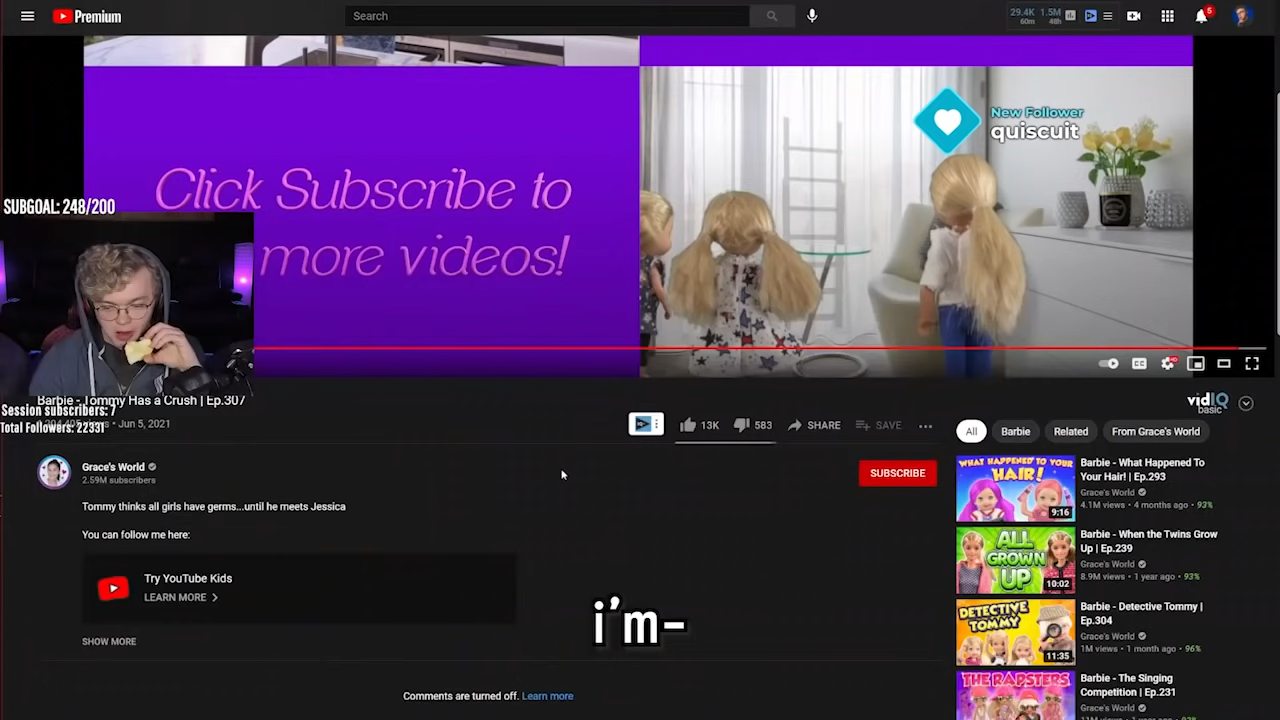 Premium
Search
29.4K 1.5M
60m 48h
5
New Follower
quiscuit
Click Subscribe to
more videos!
SUBGOAL: 248/200
HD
Barbie - Tommy Has a Crush | Ep.307
Session subscribers: 7
• Jun 5, 2021
Total Followers: 22331
13K
583
SHARE
SAVE
vidIQ
basic
All
Barbie
Related
From Grace's World
Grace's World
2.59M subscribers
SUBSCRIBE
Tommy thinks all girls have germs...until he meets Jessica
You can follow me here:
Try YouTube Kids
LEARN MORE
SHOW MORE
i'm-
Comments are turned off. Learn more
WHAT HAPPENED TO YOUR
HAIR!
9:16
Barbie - What Happened To
Your Hair! | Ep.293
Grace's World
4.1M views • 4 months ago • 93%
ALL
GROWN
UP
10:02
Barbie - When the Twins Grow
Up | Ep.239
Grace's World
8.9M views • 1 year ago • 93%
DETECTIVE
TOMMY
11:35
Barbie - Detective Tommy |
Ep.304
Grace's World
1M views • 1 month ago • 96%
THE RAPSTERS
Barbie - The Singing
Competition | Ep.231
Grace's World